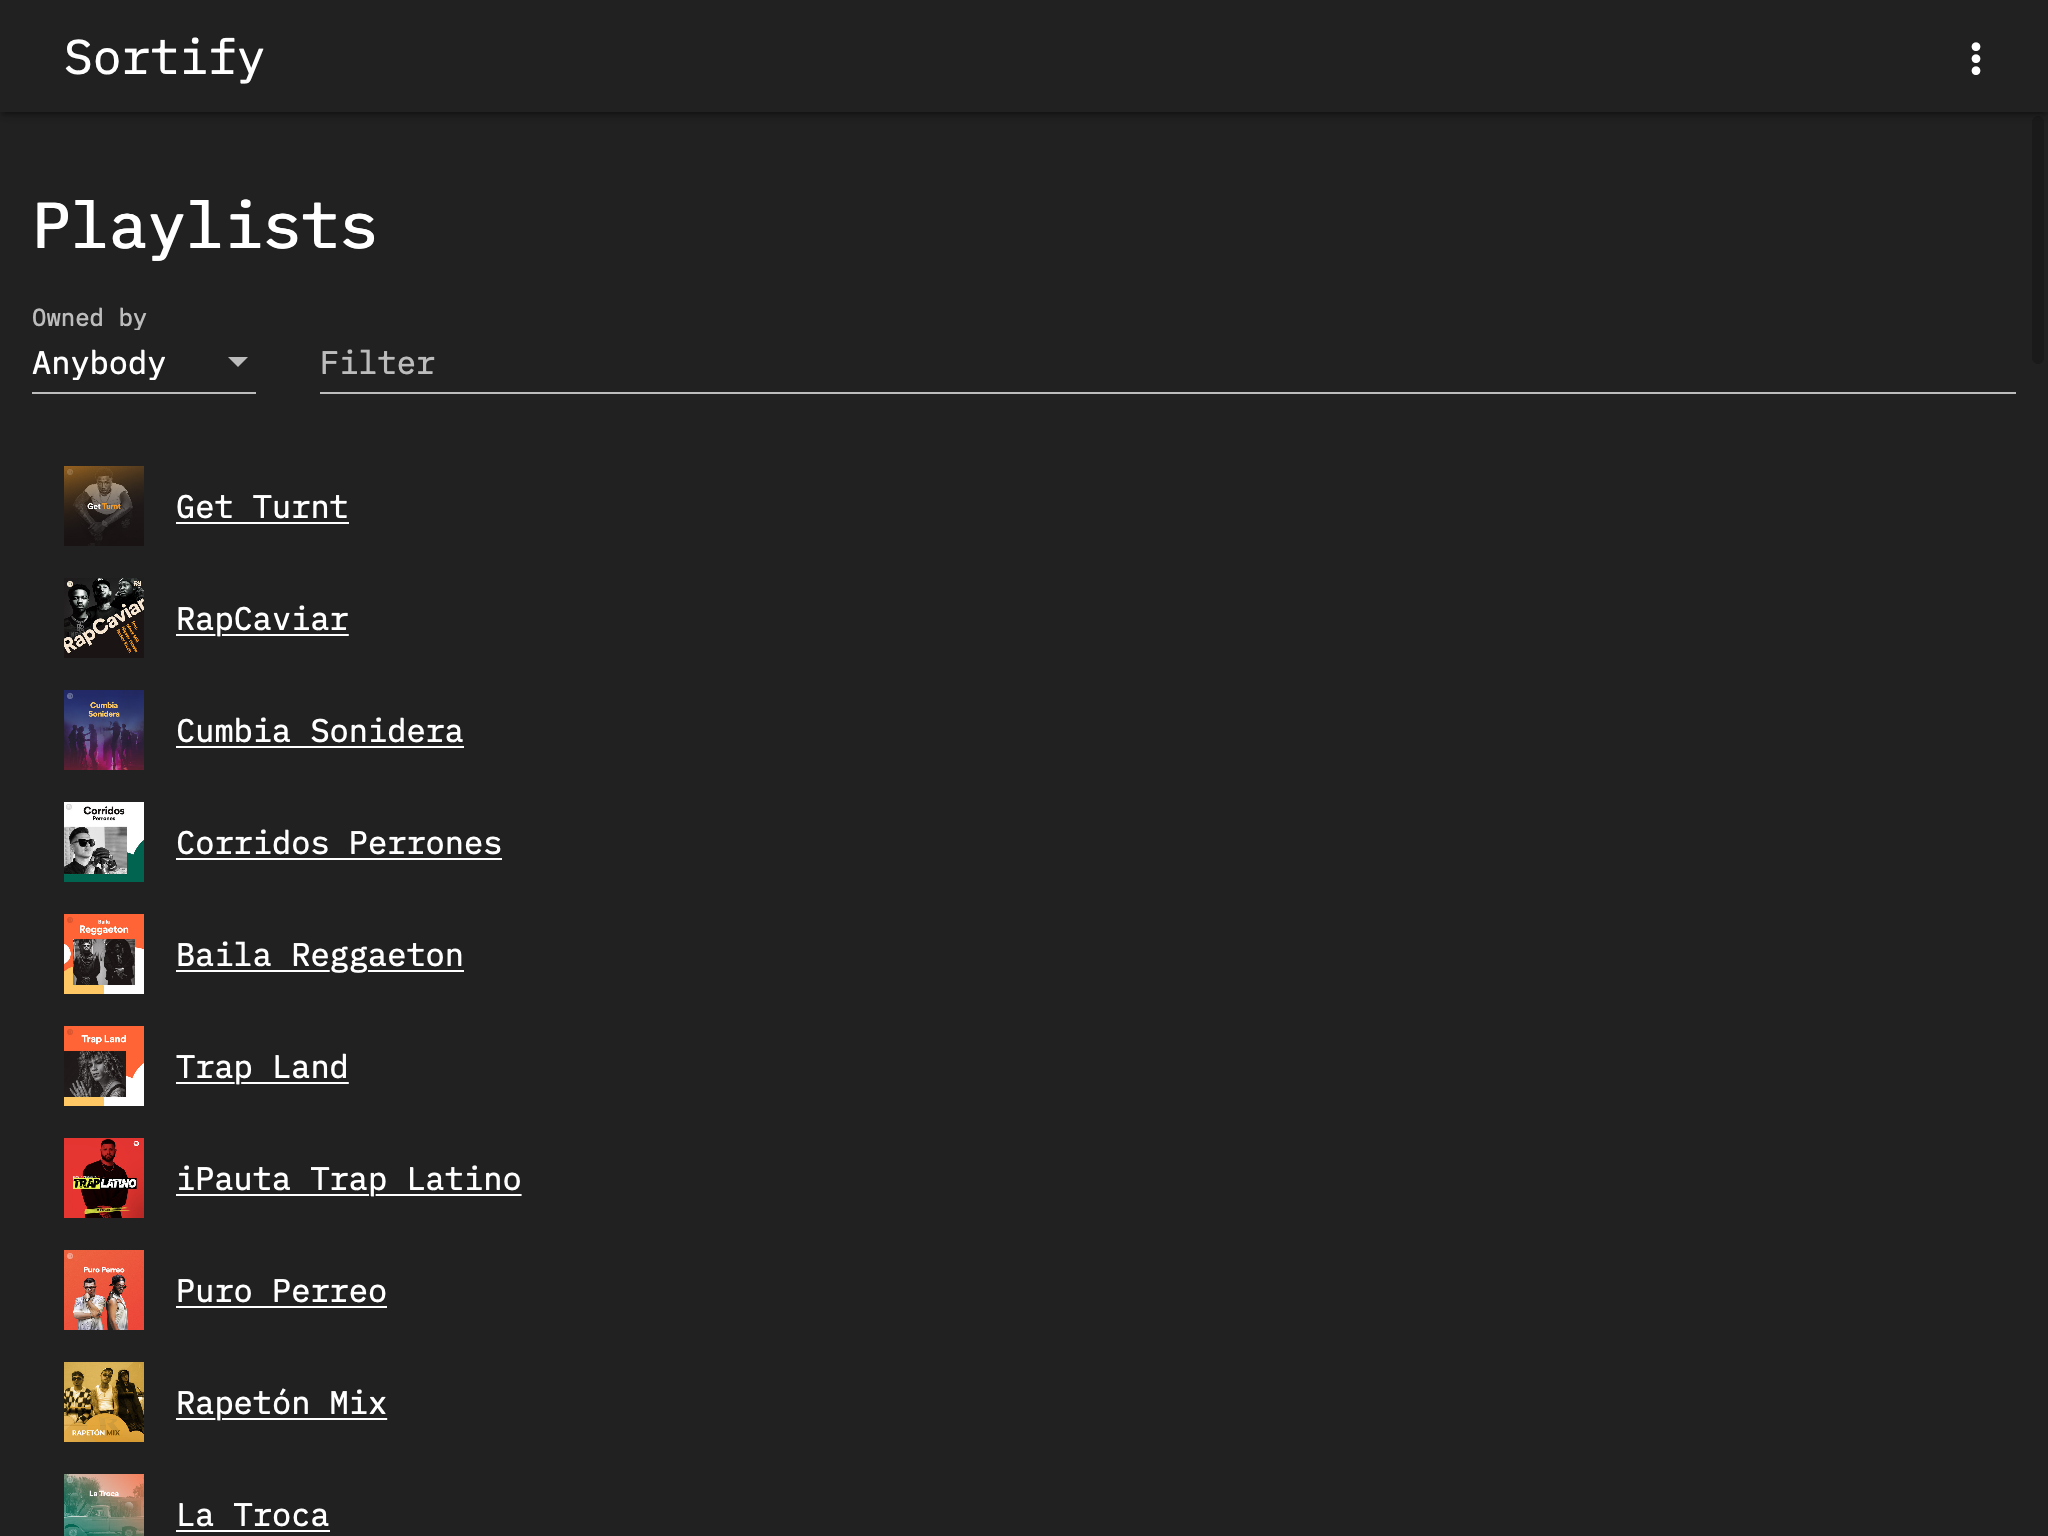 Sortify
Playlists
Owned by
Anybody
Filter
Get Turnt
Get Turnt
RapCaviar
RapCaviar
Cumbia
Sonidera
Cumbia Sonidera
Corridos
Perrones
Corridos Perrones
Baila
Reggaeton
Baila Reggaeton
Trap Land
Trap Land
TRAP LATINO
iPauta Trap Latino
Puro Perreo
Puro Perreo
RAPETÓN MIX
Rapetón Mix
La Troca
La Troca